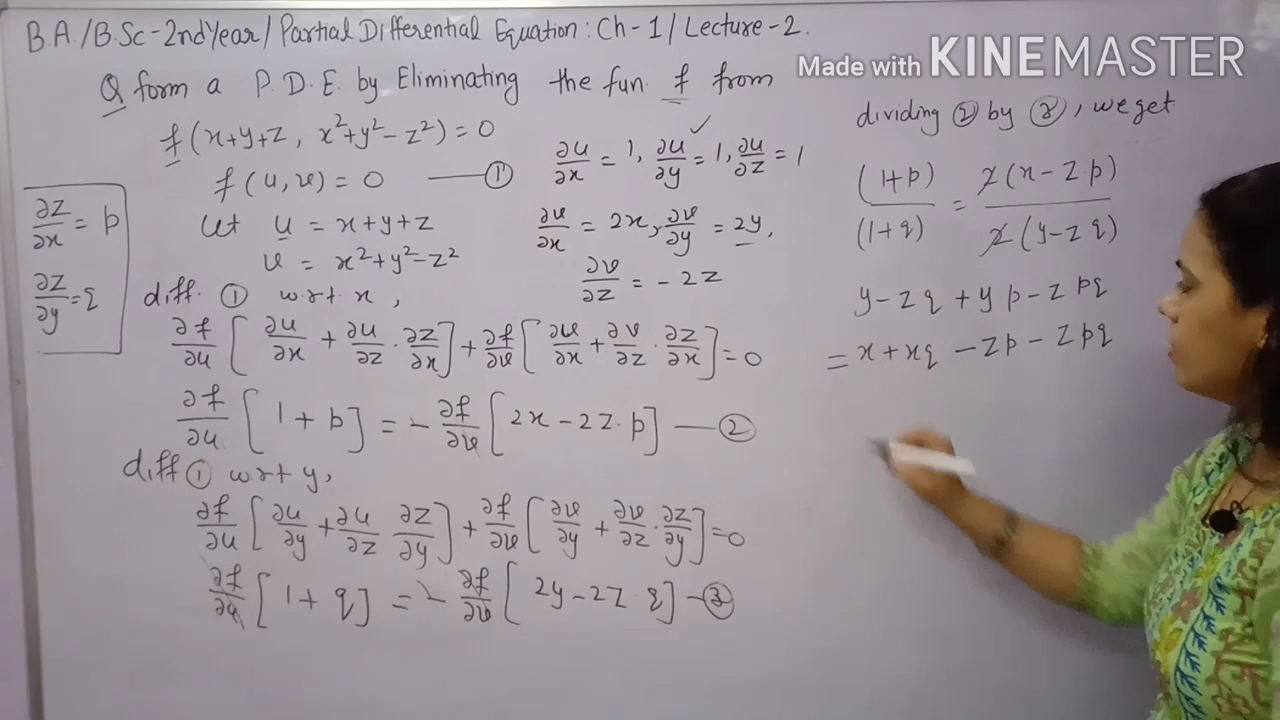 B.A./B.Sc-2nd Year/Partial Differential Equation: Ch-1/Lecture-2.
Made with KINEMASTER
Q form a P.D.E. by Eliminating the fun. f from
f(x+y+z, x²+y²-z²) = 0
f(u,v) = 0 —— ①
Let u = x+y+z
v = x²+y²-z²
∂z/∂x = p
∂z/∂y = q
∂u/∂x = 1, ∂u/∂y = 1, ∂u/∂z = 1
∂v/∂x = 2x, ∂v/∂y = 2y,
∂v/∂z = -2z
diff. ① w.r.t. x,
∂f/∂u [∂u/∂x + ∂u/∂z · ∂z/∂x] + ∂f/∂v [∂v/∂x + ∂v/∂z · ∂z/∂x] = 0
∂f/∂u [1 + p] = - ∂f/∂v [2x - 2z·p] —— ②
diff ① w r t y,
∂f/∂u [∂u/∂y + ∂u/∂z ∂z/∂y] + ∂f/∂v [∂v/∂y + ∂v/∂z · ∂z/∂y] = 0
∂f/∂u [1 + q] = - ∂f/∂v [2y - 2z·q] — ③
dividing ② by ③, we get
(1+p)/(1+q) = 2(x-zp)/2(y-zq)
y - zq + yp - zpq
= x + xq - zp - zpq